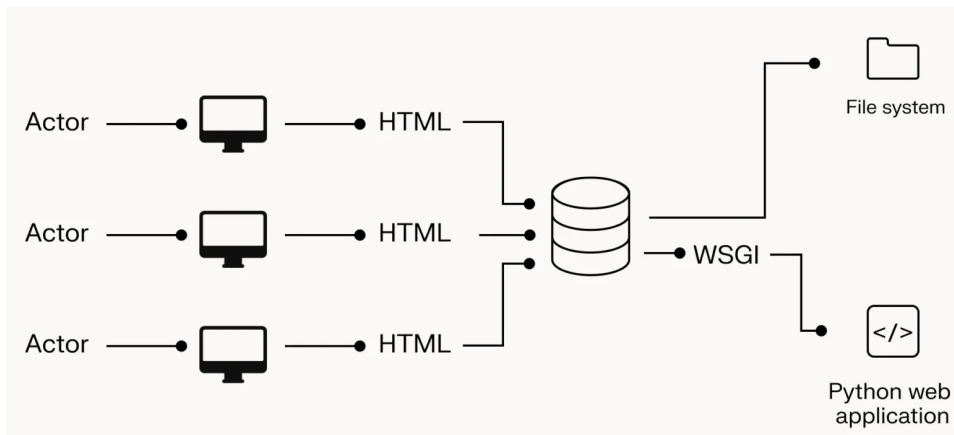 Actor
HTML
Actor
HTML
Actor
HTML
WSGI
File system
</>
Python web
application